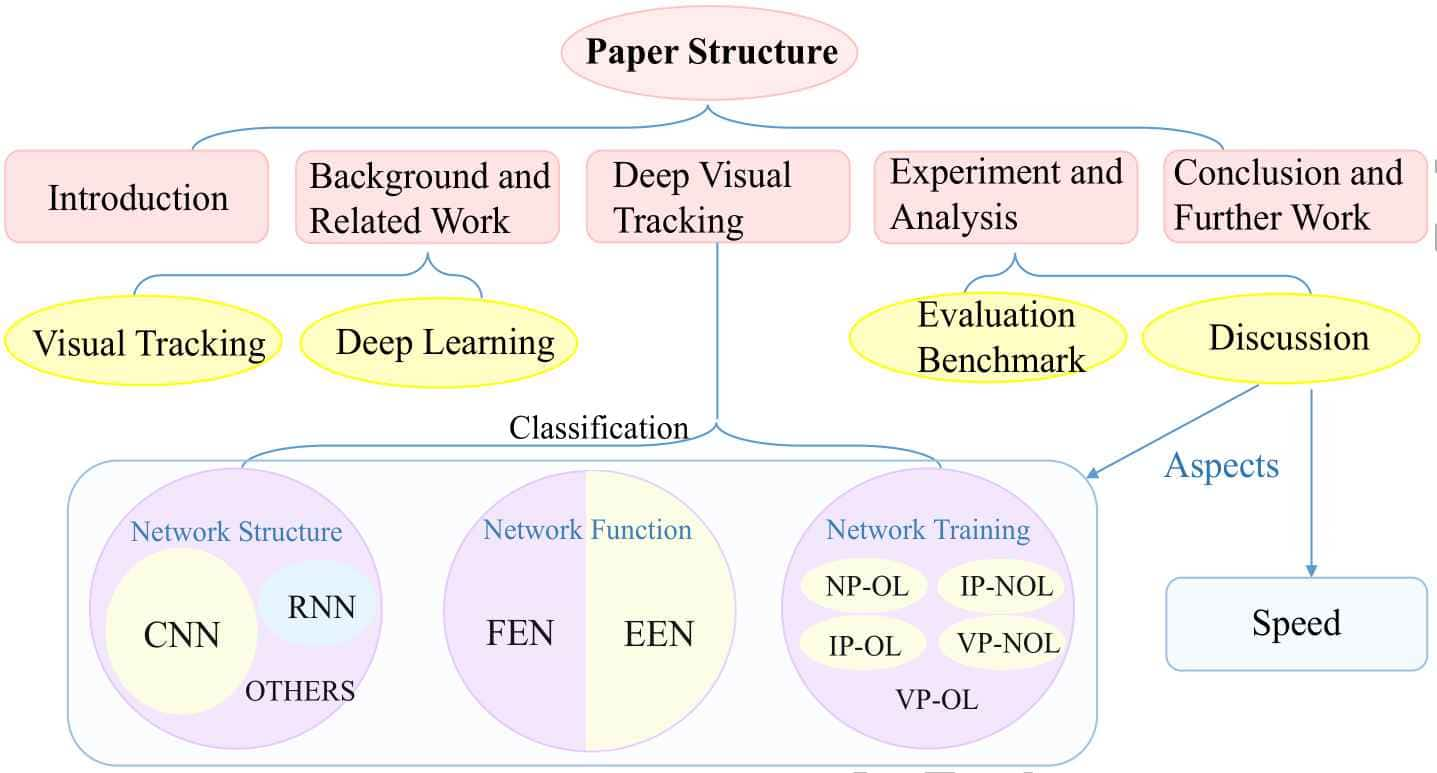 Paper Structure
Introduction
Background and
Related Work
Deep Visual
Tracking
Experiment and
Analysis
Conclusion and
Further Work
Visual Tracking
Deep Learning
Evaluation
Benchmark
Discussion
Classification
Aspects
Network Structure
CNN
RNN
OTHERS
Network Function
FEN
EEN
Network Training
NP-OL
IP-NOL
IP-OL
VP-NOL
VP-OL
Speed